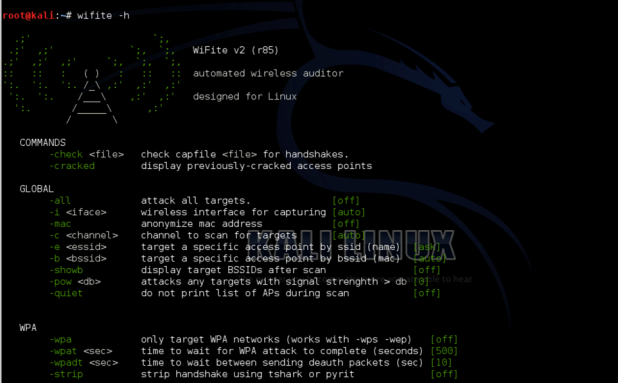 root@kali:~# wifite -h
WiFite v2 (r85)
automated wireless auditor
designed for Linux
COMMANDS
-check <file> check capfile <file> for handshakes.
-cracked display previously-cracked access points
GLOBAL
-all attack all targets. [off]
-i <iface> wireless interface for capturing [auto]
-mac anonymize mac address [off]
-c <channel> channel to scan for targets [auto]
-e <essid> target a specific access point by ssid (name) [ask]
-b <bssid> target a specific access point by bssid (mac) [auto]
-showb display target BSSIDs after scan [off]
-pow <db> attacks any targets with signal strenghth > db [0]
-quiet do not print list of APs during scan [off]
KALI LINUX
to hear
WPA
-wpa only target WPA networks (works with -wps -wep) [off]
-wpat <sec> time to wait for WPA attack to complete (seconds) [500]
-wpadt <sec> time to wait between sending deauth packets (sec) [10]
-strip strip handshake using tshark or pyrit [off]